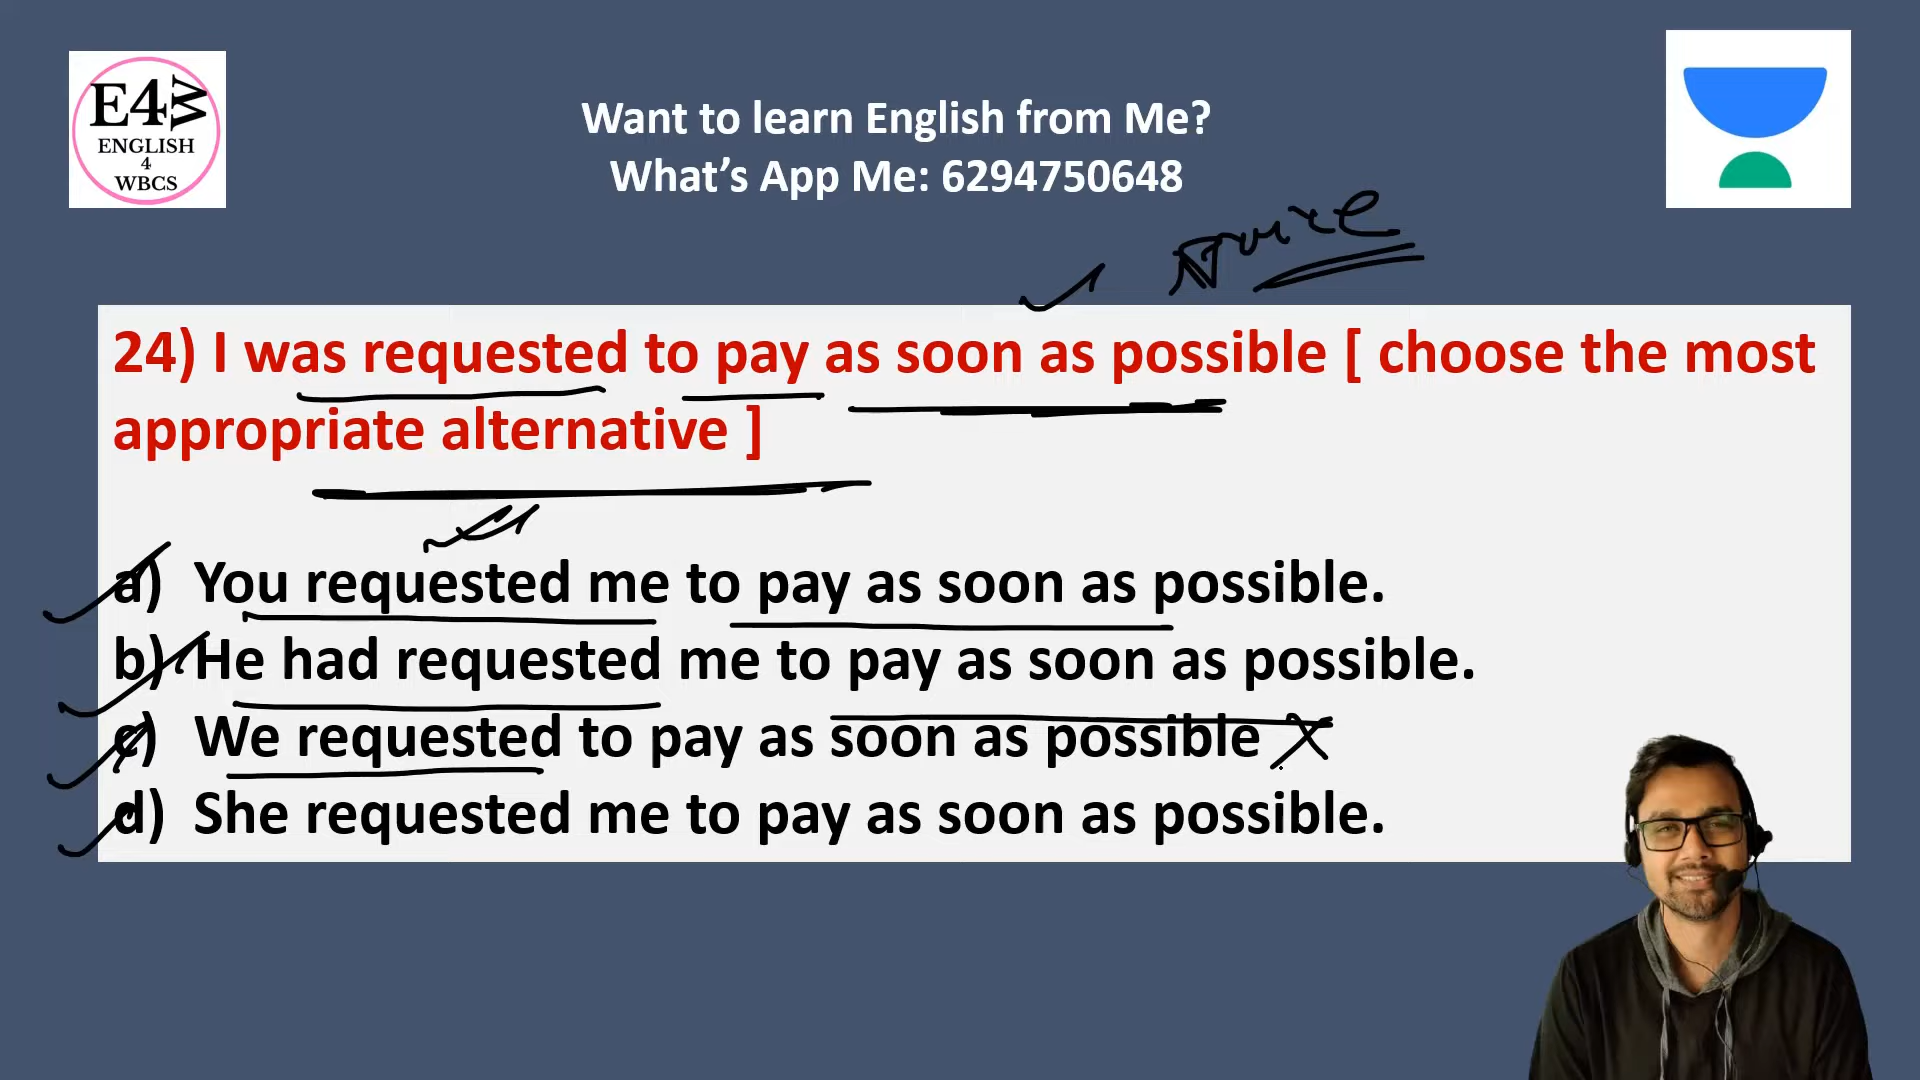 E4
W
ENGLISH
4
WBCS
Want to learn English from Me?
What's App Me: 6294750648
24) I was requested to pay as soon as possible [ choose the most
appropriate alternative ]
a) You requested me to pay as soon as possible.
b) He had requested me to pay as soon as possible.
c) We requested to pay as soon as possible
d) She requested me to pay as soon as possible.